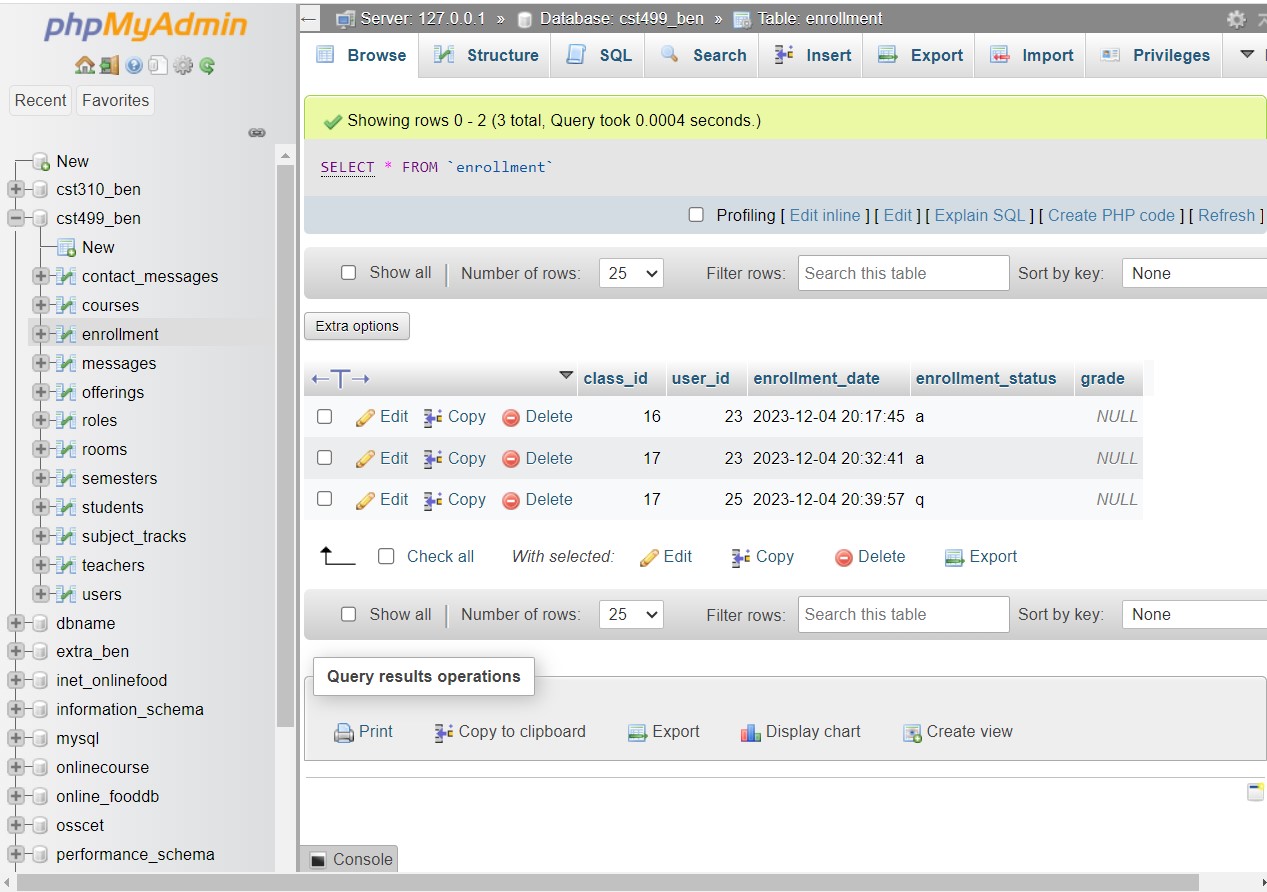 phpMyAdmin
Recent Favorites
New
cst310_ben
cst499_ben
New
contact_messages
courses
enrollment
messages
offerings
roles
rooms
semesters
students
subject_tracks
teachers
users
dbname
extra_ben
inet_onlinefood
information_schema
mysql
onlinecourse
online_fooddb
osscet
performance_schema
Server: 127.0.0.1 » Database: cst499_ben » Table: enrollment
Browse Structure SQL Search Insert Export Import Privileges
Showing rows 0 - 2 (3 total, Query took 0.0004 seconds.)
SELECT * FROM `enrollment`
Profiling [ Edit inline ] [ Edit ] [ Explain SQL ] [ Create PHP code ] [ Refresh ]
Show all Number of rows: 25 Filter rows: Search this table Sort by key: None
Extra options
←T→ class_id user_id enrollment_date enrollment_status grade
Edit Copy Delete 16 23 2023-12-04 20:17:45 a NULL
Edit Copy Delete 17 23 2023-12-04 20:32:41 a NULL
Edit Copy Delete 17 25 2023-12-04 20:39:57 q NULL
Check all With selected: Edit Copy Delete Export
Show all Number of rows: 25 Filter rows: Search this table Sort by key: None
Query results operations
Print Copy to clipboard Export Display chart Create view
Console